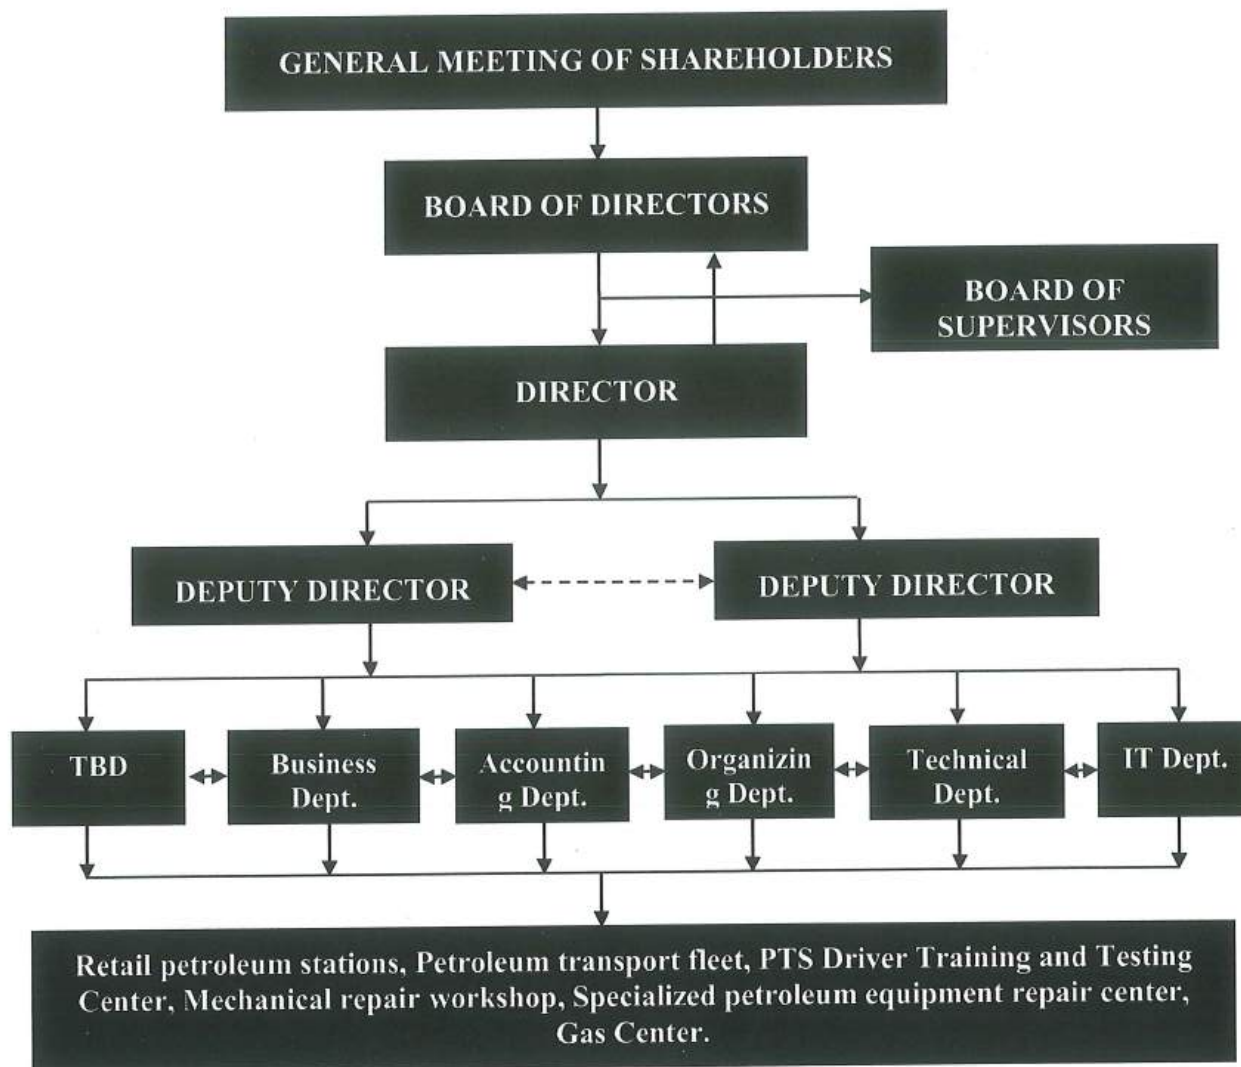 GENERAL MEETING OF SHAREHOLDERS
BOARD OF DIRECTORS
BOARD OF
SUPERVISORS
DIRECTOR
DEPUTY DIRECTOR
DEPUTY DIRECTOR
TBD
Business
Dept.
Accountin
g Dept.
Organizin
g Dept.
Technical
Dept.
IT Dept.
Retail petroleum stations, Petroleum transport fleet, PTS Driver Training and Testing
Center, Mechanical repair workshop, Specialized petroleum equipment repair center,
Gas Center.